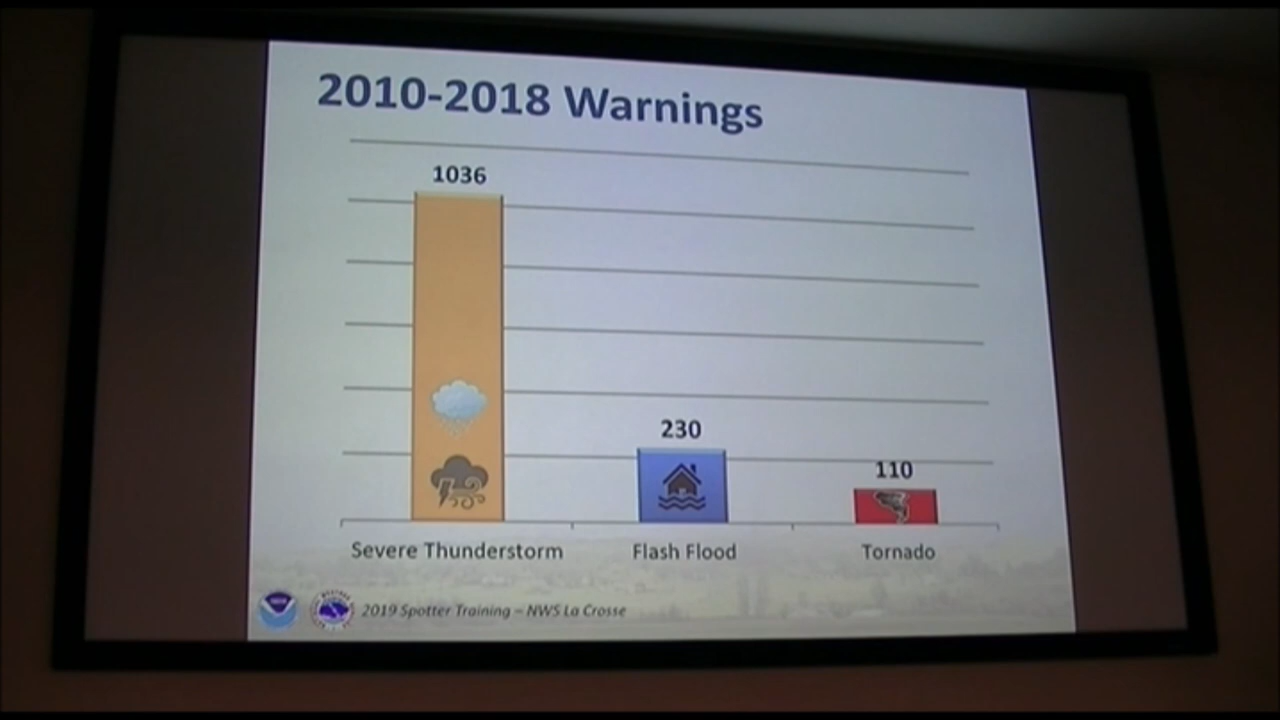 2010-2018 Warnings
1036
230
110
Severe Thunderstorm
Flash Flood
Tornado
2019 Spotter Training – NWS La Crosse